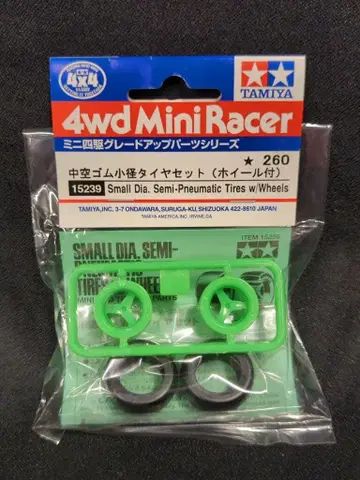 4x4
TAMIYA
4wd Mini Racer
ミニ四駆グレードアップパーツシリーズ
★ 260
中空ゴム小径タイヤセット（ホイール付）
15239 Small Dia. Semi-Pneumatic Tires w/Wheels
TAMIYA,INC. 3-7 ONDAWARA, SURUGA-KU, SHIZUOKA 422-8610 JAPAN
TAMIYA AMERICA, INC. IRVINE, CA.
SMALL DIA. SEMI-
ITEM 15239